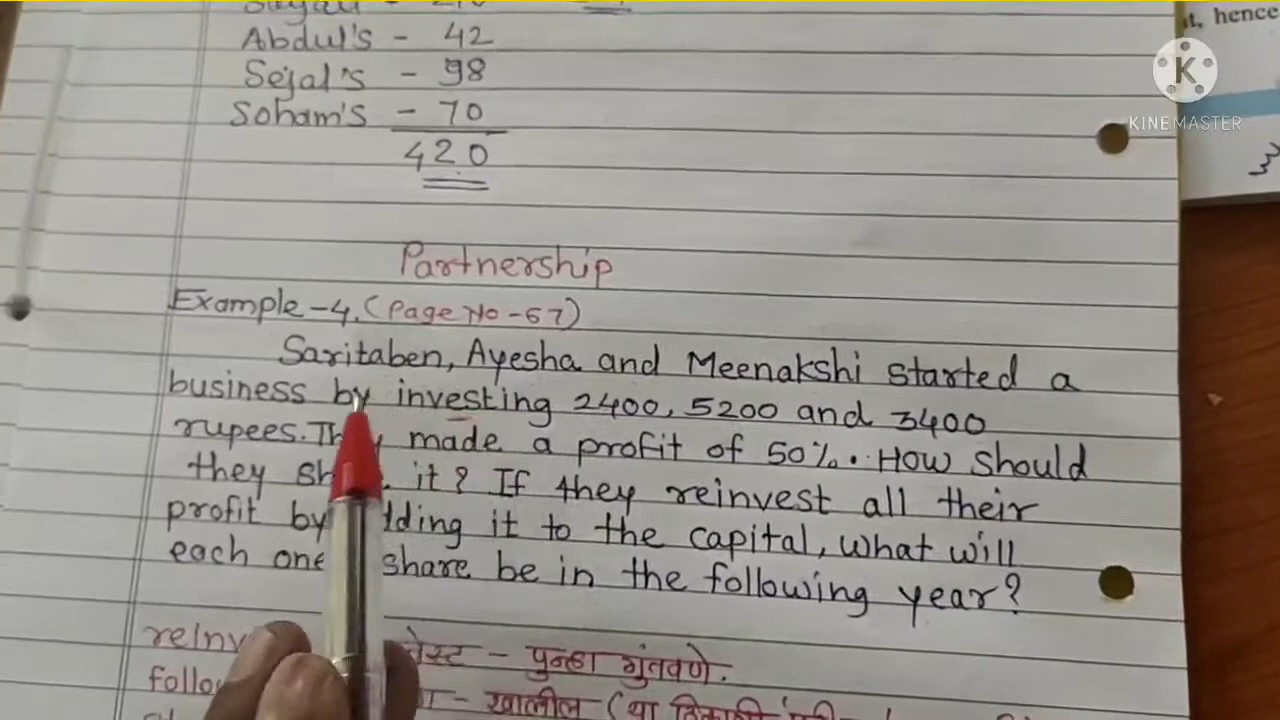 Abdul's - 42
Sejal's - 98
Soham's - 70
420
Partnership
Example-4. (Page No-67)
Saritaben, Ayesha and Meenakshi started a
business by investing 2400, 5200 and 3400
rupees. made a profit of 50%. How should
they it? If they reinvest all their
profit by to the capital, what will
each share be in the following year?
- पुन्हा गुंतवणे.
- खालील (या
it, hence
KINEMASTER